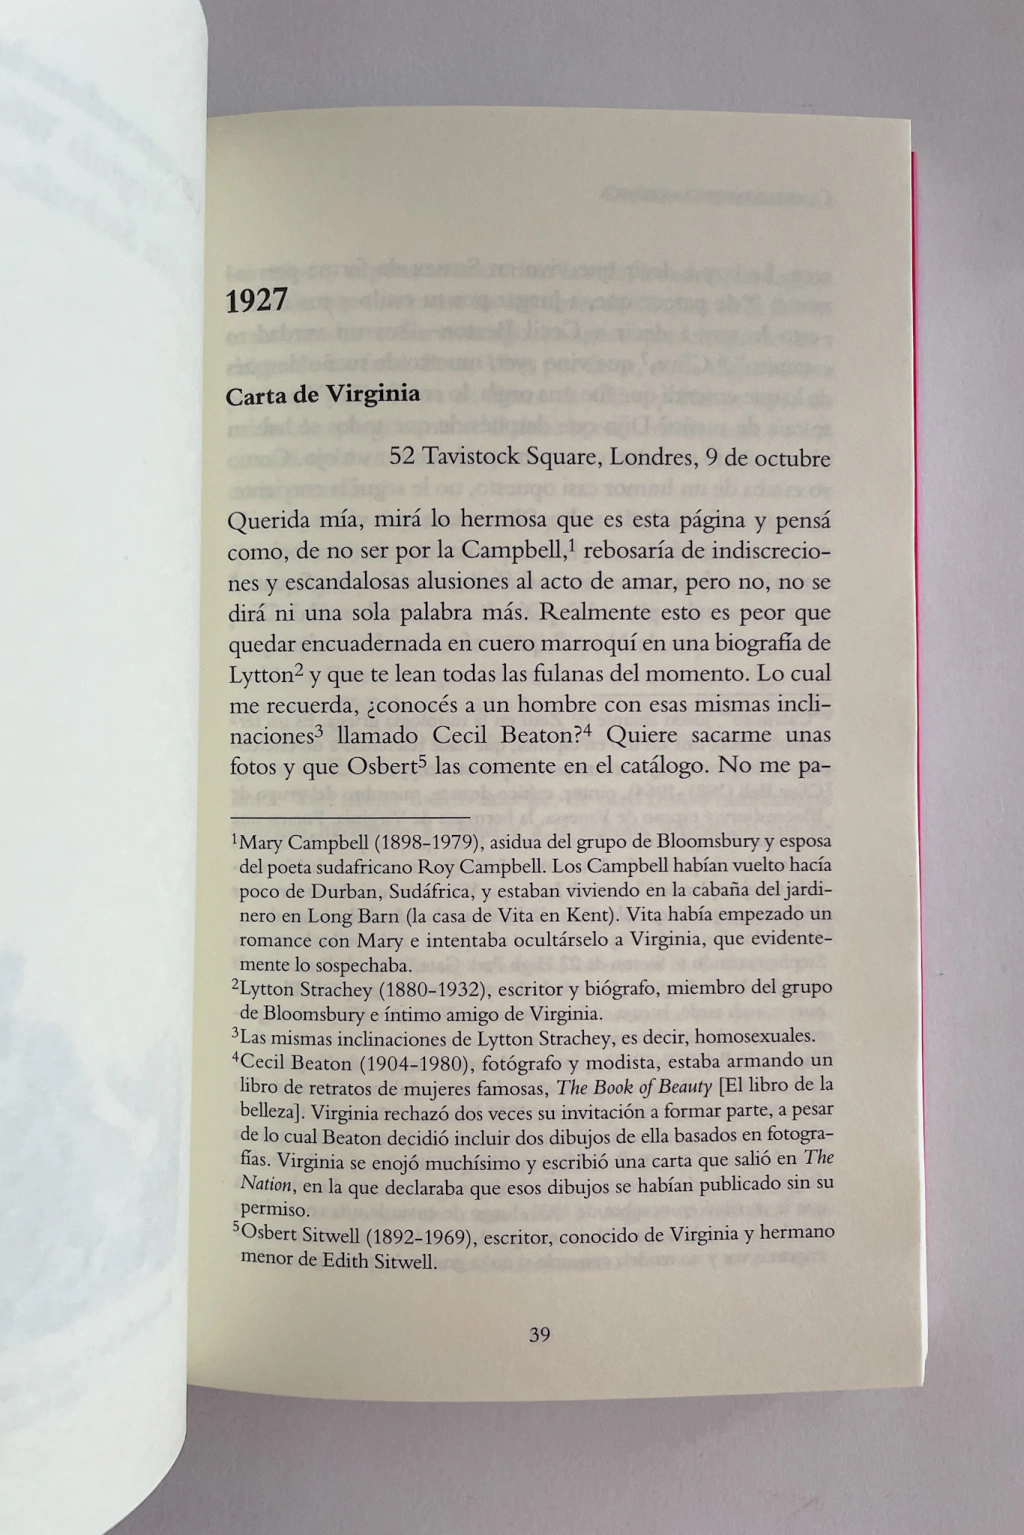 1927
Carta de Virginia
52 Tavistock Square, Londres, 9 de octubre
Querida mía, mirá lo hermosa que es esta página y pensá
como, de no ser por la Campbell,¹ rebosaría de indiscrecio-
nes y escandalosas alusiones al acto de amar, pero no, no se
dirá ni una sola palabra más. Realmente esto es peor que
quedar encuadernada en cuero marroquí en una biografía de
Lytton² y que te lean todas las fulanas del momento. Lo cual
me recuerda, ¿conocés a un hombre con esas mismas incli-
naciones³ llamado Cecil Beaton?⁴ Quiere sacarme unas
fotos y que Osbert⁵ las comente en el catálogo. No me pa-
¹Mary Campbell (1898-1979), asidua del grupo de Bloomsbury y esposa
del poeta sudafricano Roy Campbell. Los Campbell habían vuelto hacía
poco de Durban, Sudáfrica, y estaban viviendo en la cabaña del jardi-
nero en Long Barn (la casa de Vita en Kent). Vita había empezado un
romance con Mary e intentaba ocultárselo a Virginia, que evidente-
mente lo sospechaba.
²Lytton Strachey (1880-1932), escritor y biógrafo, miembro del grupo
de Bloomsbury e íntimo amigo de Virginia.
³Las mismas inclinaciones de Lytton Strachey, es decir, homosexuales.
⁴Cecil Beaton (1904-1980), fotógrafo y modista, estaba armando un
libro de retratos de mujeres famosas, The Book of Beauty [El libro de la
belleza]. Virginia rechazó dos veces su invitación a formar parte, a pesar
de lo cual Beaton decidió incluir dos dibujos de ella basados en fotogra-
fías. Virginia se enojó muchísimo y escribió una carta que salió en The
Nation, en la que declaraba que esos dibujos se habían publicado sin su
permiso.
⁵Osbert Sitwell (1892-1969), escritor, conocido de Virginia y hermano
menor de Edith Sitwell.
39